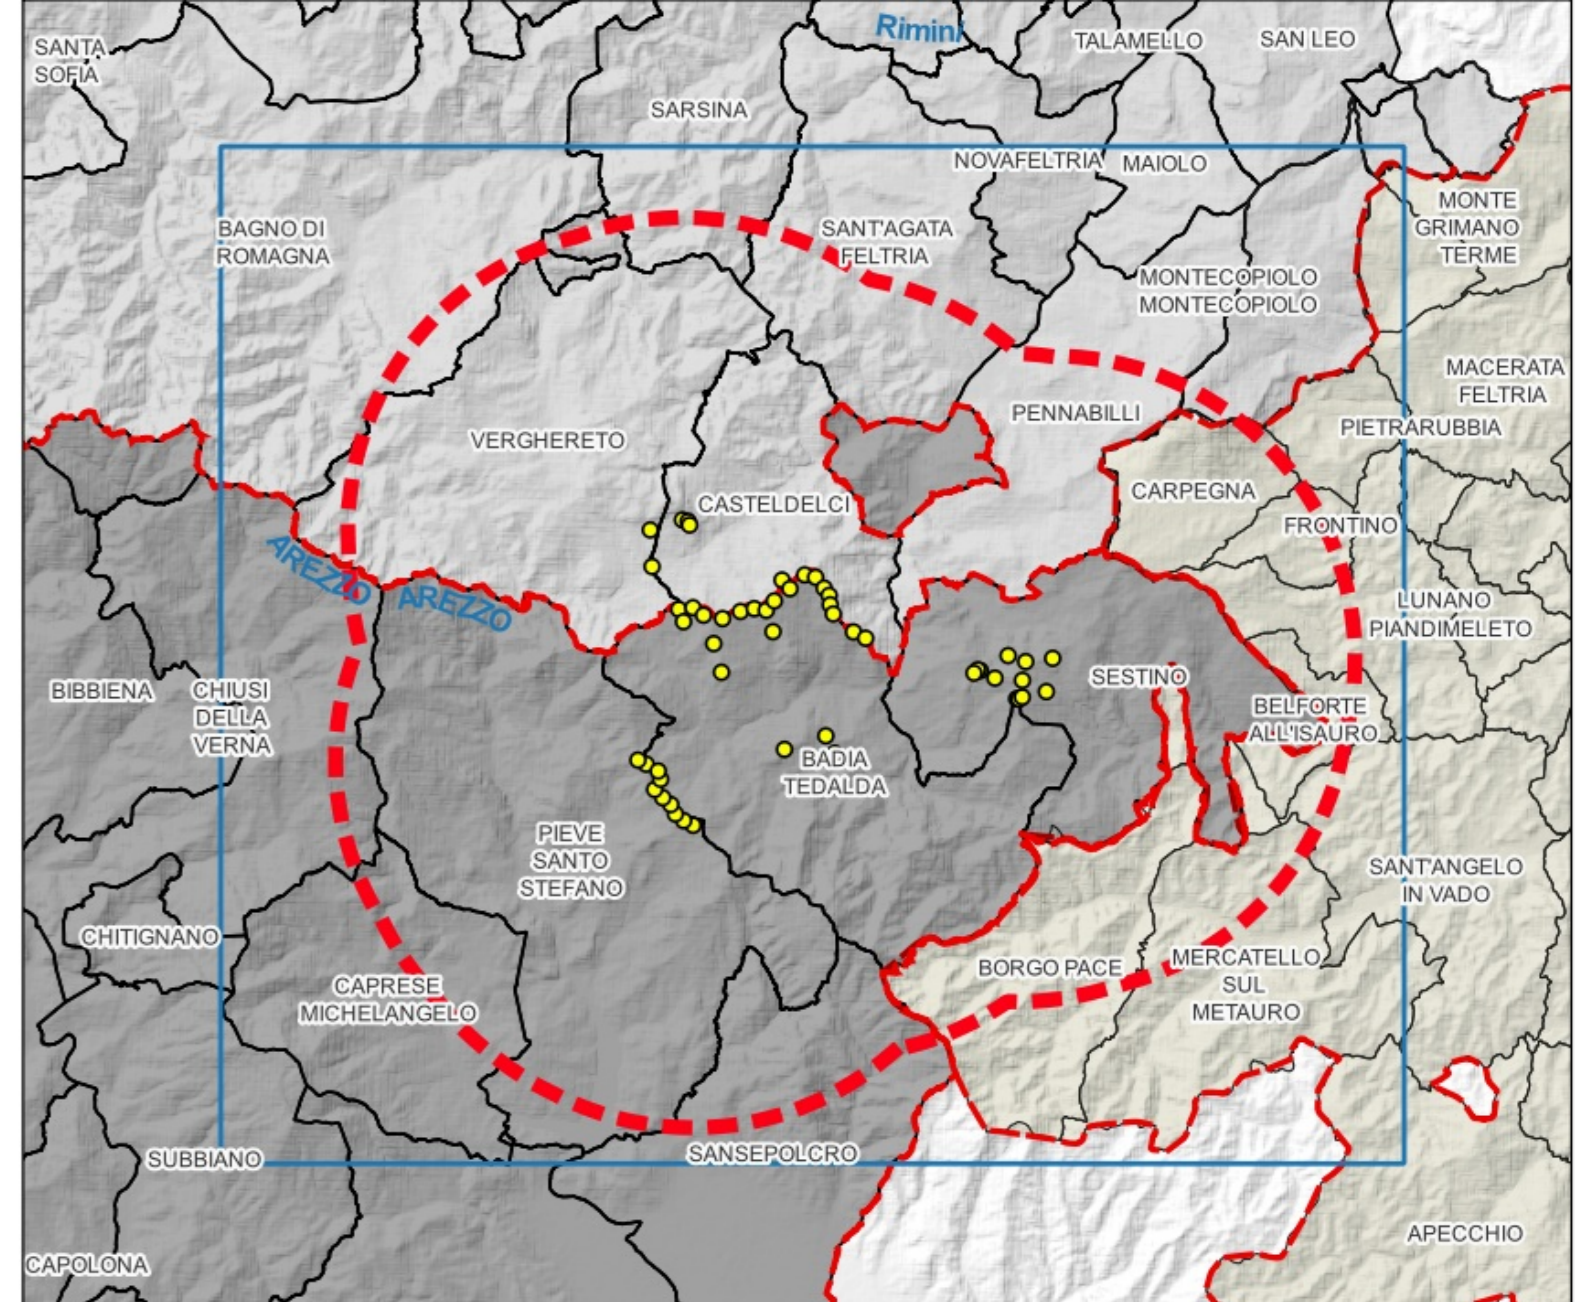 Rimini
SANTA
SOFIA
TALAMELLO
SAN LEO
SARSINA
NOVAFELTRIA
MAIOLO
BAGNO DI
ROMAGNA
SANT'AGATA
FELTRIA
MONTE
GRIMANO
TERME
MONTECOPIOLO
MONTECOPIOLO
MACERATA
FELTRIA
VERGHERETO
PENNABILLI
PIETRARUBBIA
CASTELDELCI
CARPEGNA
FRONTINO
AREZZO
AREZZO
LUNANO
PIANDIMELETO
BIBBIENA
CHIUSI
DELLA
VERNA
SESTINO
BELFORTE
ALL'ISAURO
BADIA
TEDALDA
PIEVE
SANTO
STEFANO
SANT'ANGELO
IN VADO
CHITIGNANO
CAPRESE
MICHELANGELO
BORGO PACE
MERCATELLO
SUL
METAURO
SUBBIANO
SANSEPOLCRO
APECCHIO
CAPOLONA